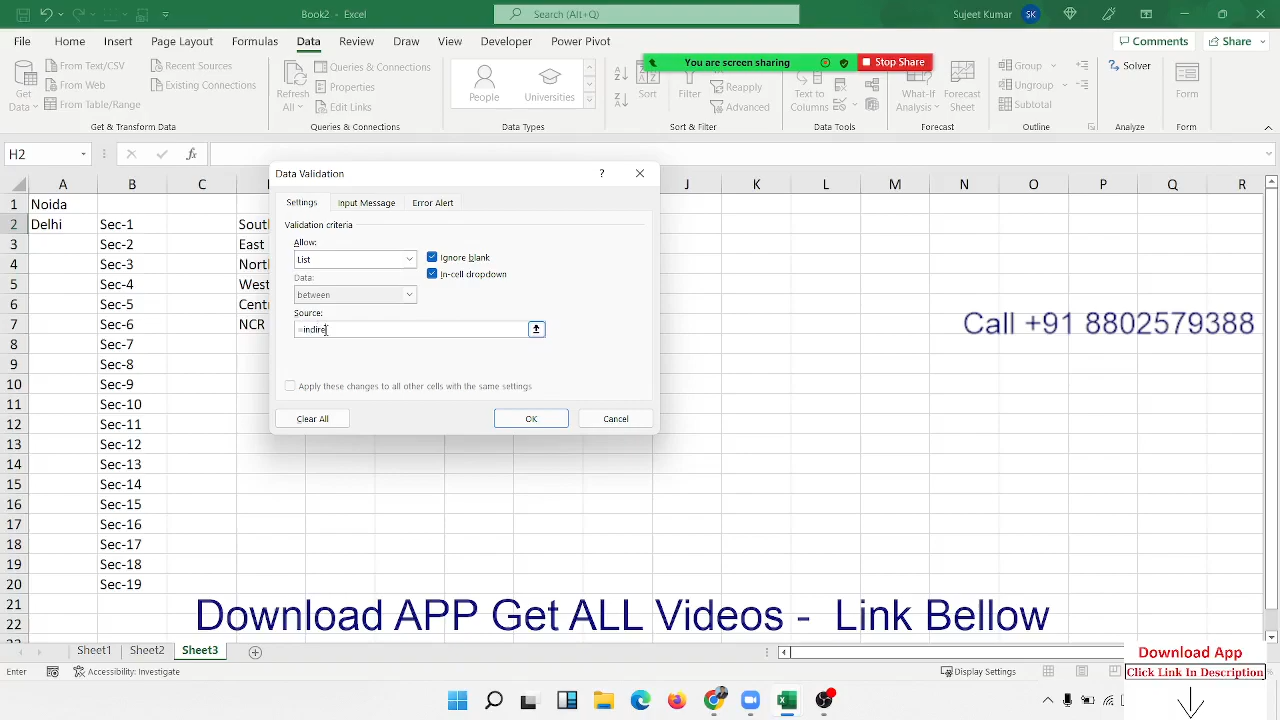 Book2 - Excel
Search (Alt+Q)
Sujeet Kumar SK
File Home Insert Page Layout Formulas Data Review Draw View Developer Power Pivot
Comments Share
You are screen sharing
Stop Share
Get Data
From Text/CSV
From Web
From Table/Range
Recent Sources
Existing Connections
Get & Transform Data
Refresh All
Queries & Connections
Properties
Edit Links
Queries & Connections
People
Universities
Data Types
Sort
Filter
Reapply
Advanced
Sort & Filter
Text to Columns
Data Tools
What-If Analysis
Forecast Sheet
Forecast
Group
Ungroup
Subtotal
Outline
Solver
Analyze
Form
Form
H2
fx
A B C J K L M N O P Q R
1 Noida
2 Delhi Sec-1 South
3 Sec-2 East
4 Sec-3 North
5 Sec-4 West
6 Sec-5 Centr
7 Sec-6 NCR
8 Sec-7
9 Sec-8
10 Sec-9
11 Sec-10
12 Sec-11
13 Sec-12
14 Sec-13
15 Sec-14
16 Sec-15
17 Sec-16
18 Sec-17
19 Sec-18
20 Sec-19
21
22
Data Validation
?
Settings Input Message Error Alert
Validation criteria
Allow:
List
Ignore blank
In-cell dropdown
Data:
between
Source:
=indire
Apply these changes to all other cells with the same settings
Clear All OK Cancel
Call +91 8802579388
Download APP Get ALL Videos - Link Bellow
Sheet1 Sheet2 Sheet3
Enter
Accessibility: Investigate
Display Settings
Download App
Click Link In Description